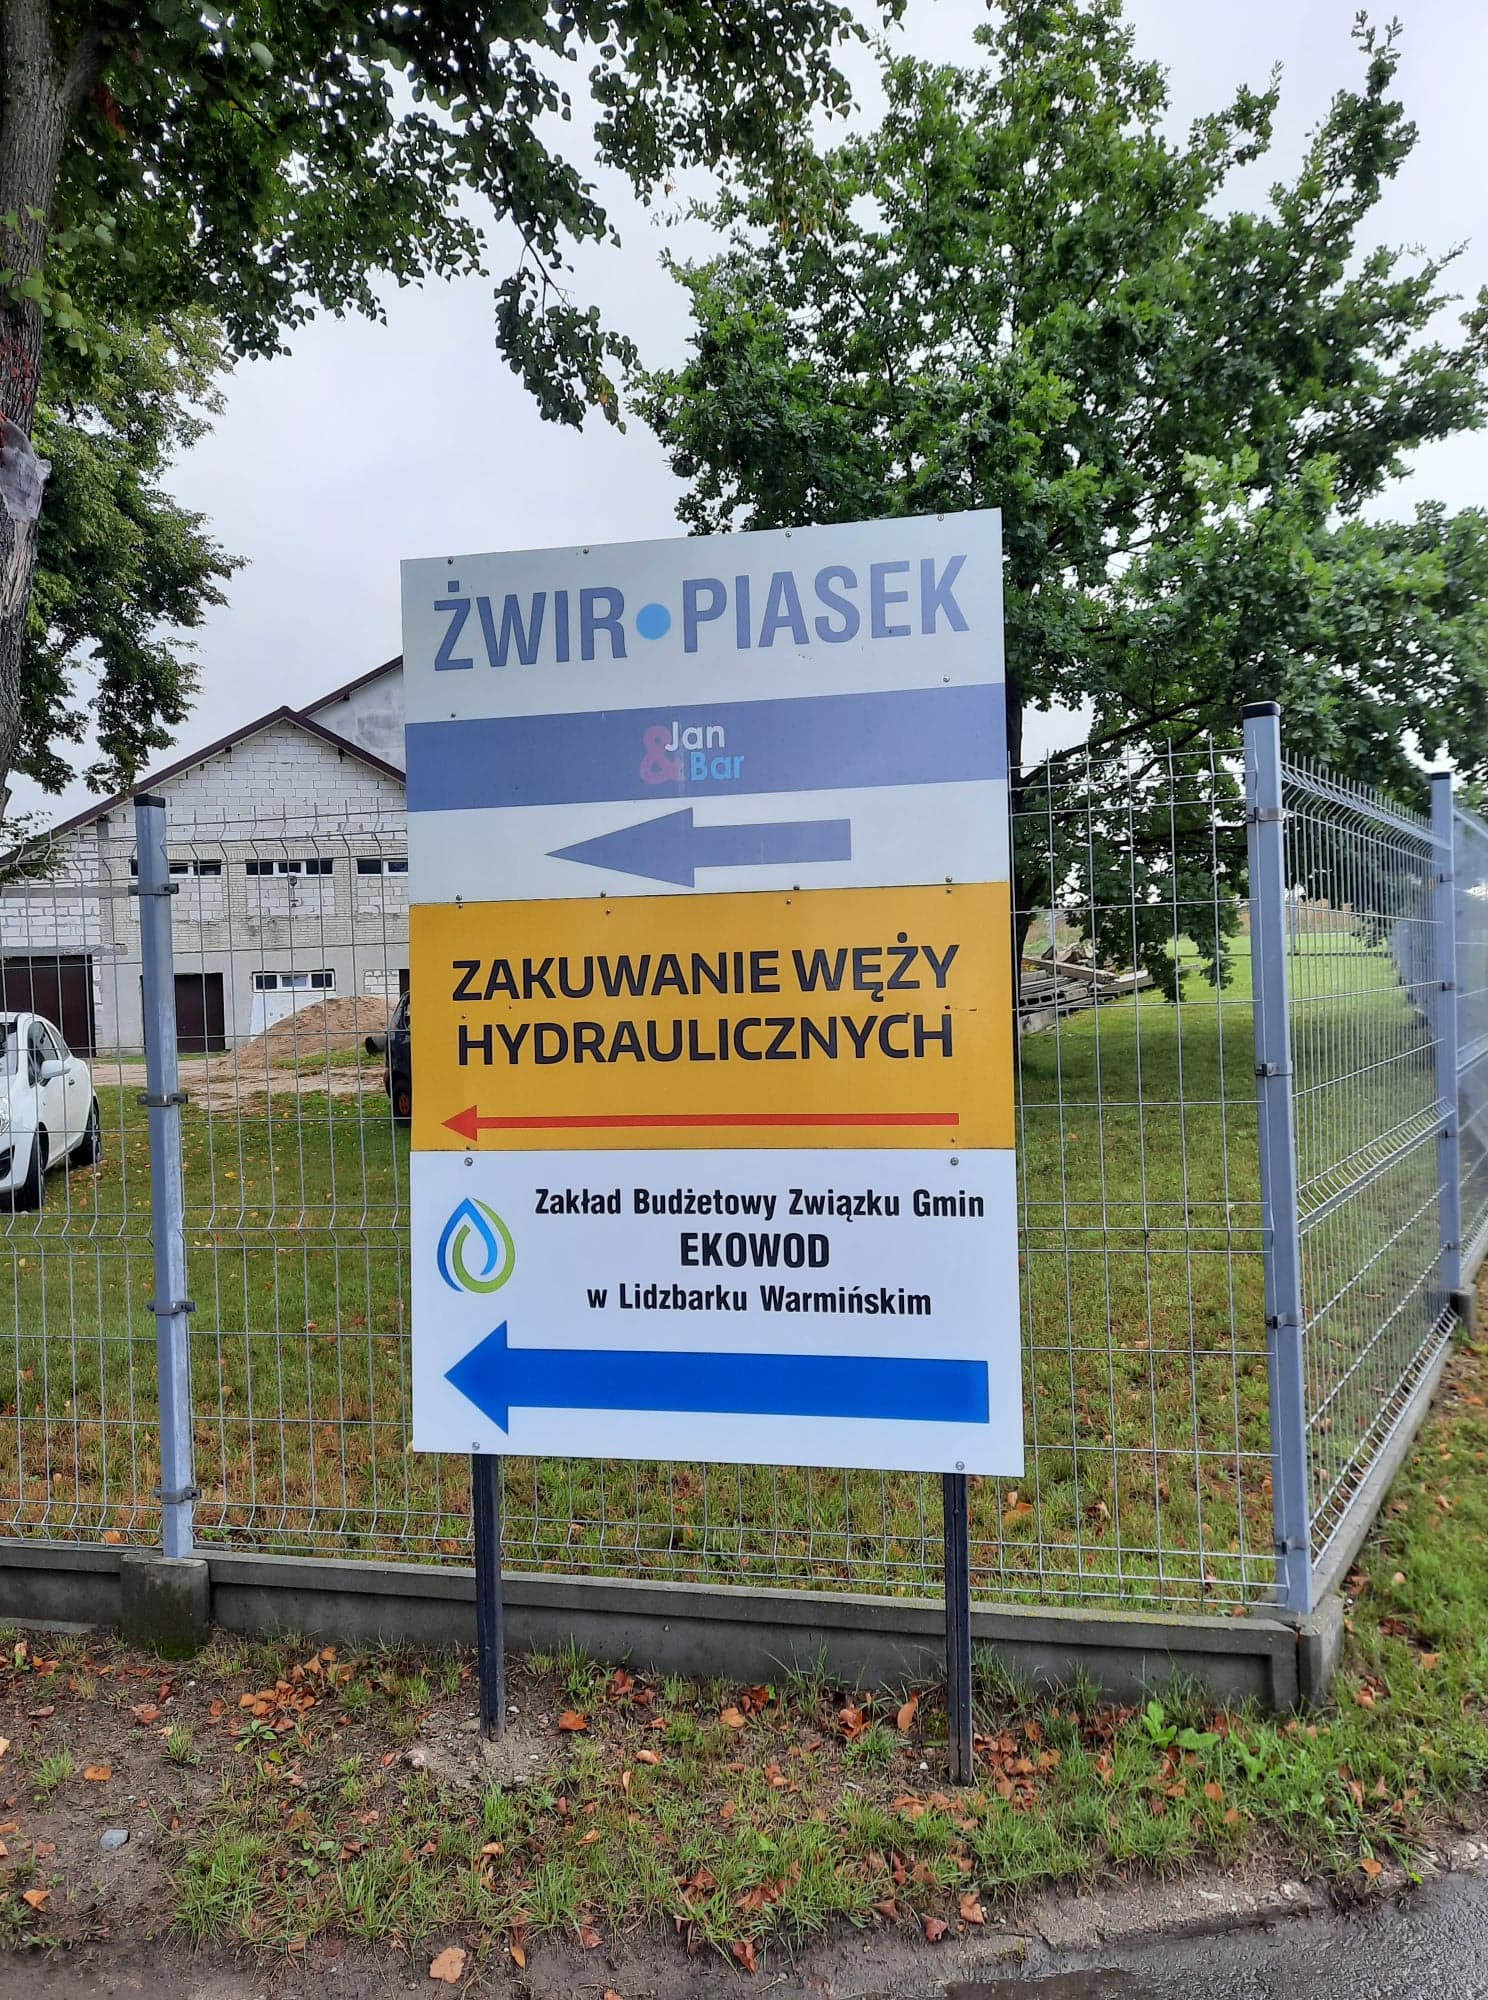 ŻWIR•PIASEK
Jan
& Bar
ZAKUWANIE WĘŻY
HYDRAULICZNYCH
Zakład Budżetowy Związku Gmin
EKOWOD
w Lidzbarku Warmińskim